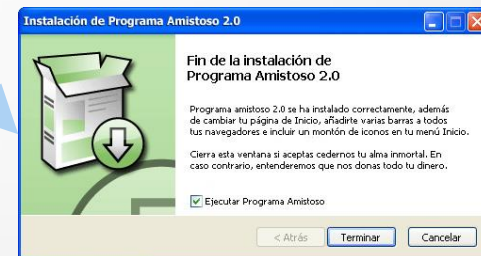 Instalación de Programa Amistoso 2.0
Fin de la instalación de
Programa Amistoso 2.0
Programa amistoso 2.0 se ha instalado correctamente, además
de cambiar tu página de Inicio, añadirte varias barras a todos
tus navegadores e incluir un montón de iconos en tu menú Inicio.
Cierra esta ventana si aceptas cedernos tu alma inmortal. En
caso contrario, entenderemos que nos donas todo tu dinero.
Ejecutar Programa Amistoso
< Atrás Terminar Cancelar